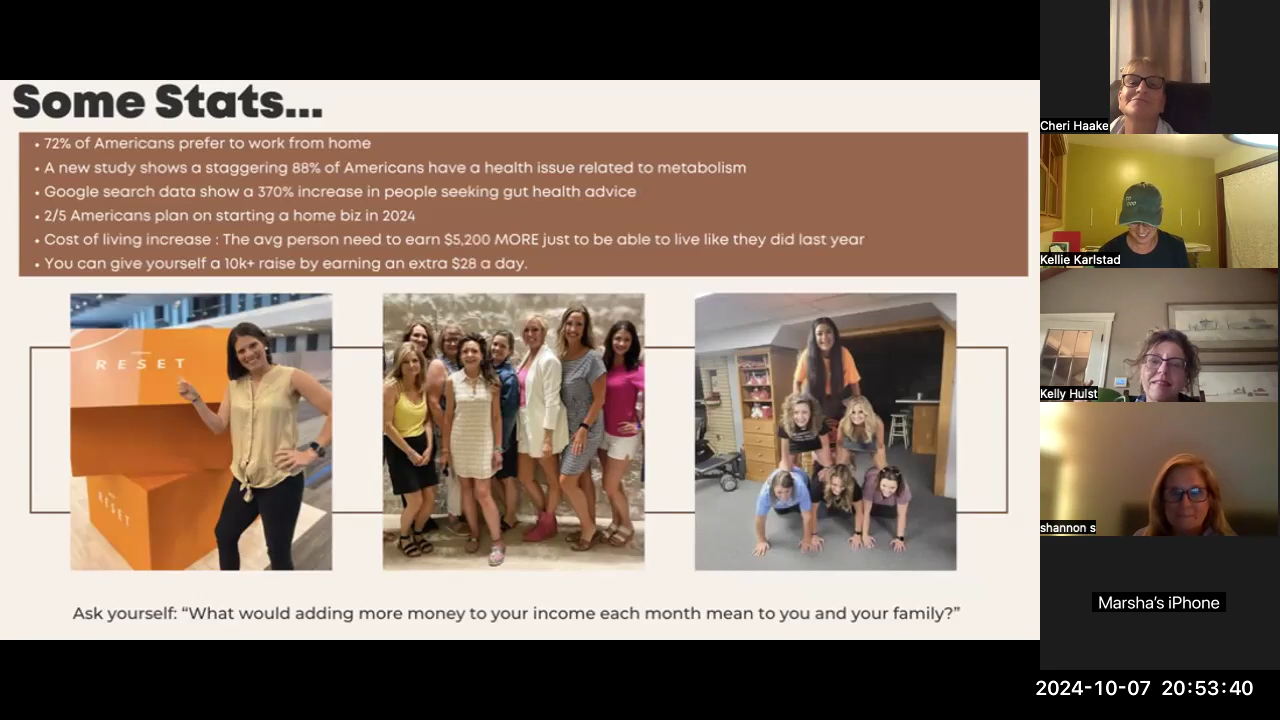 Some Stats...
• 72% of Americans prefer to work from home
• A new study shows a staggering 88% of Americans have a health issue related to metabolism
• Google search data show a 370% increase in people seeking gut health advice
• 2/5 Americans plan on starting a home biz in 2024
• Cost of living increase : The avg person need to earn $5,200 MORE just to be able to live like they did last year
• You can give yourself a 10k+ raise by earning an extra $28 a day.
RESET
RESET
Ask yourself: “What would adding more money to your income each month mean to you and your family?”
Cheri Haake
Kellie Karlstad
Kelly Hulst
shannon s
Marsha’s iPhone
2024-10-07 20:53:40